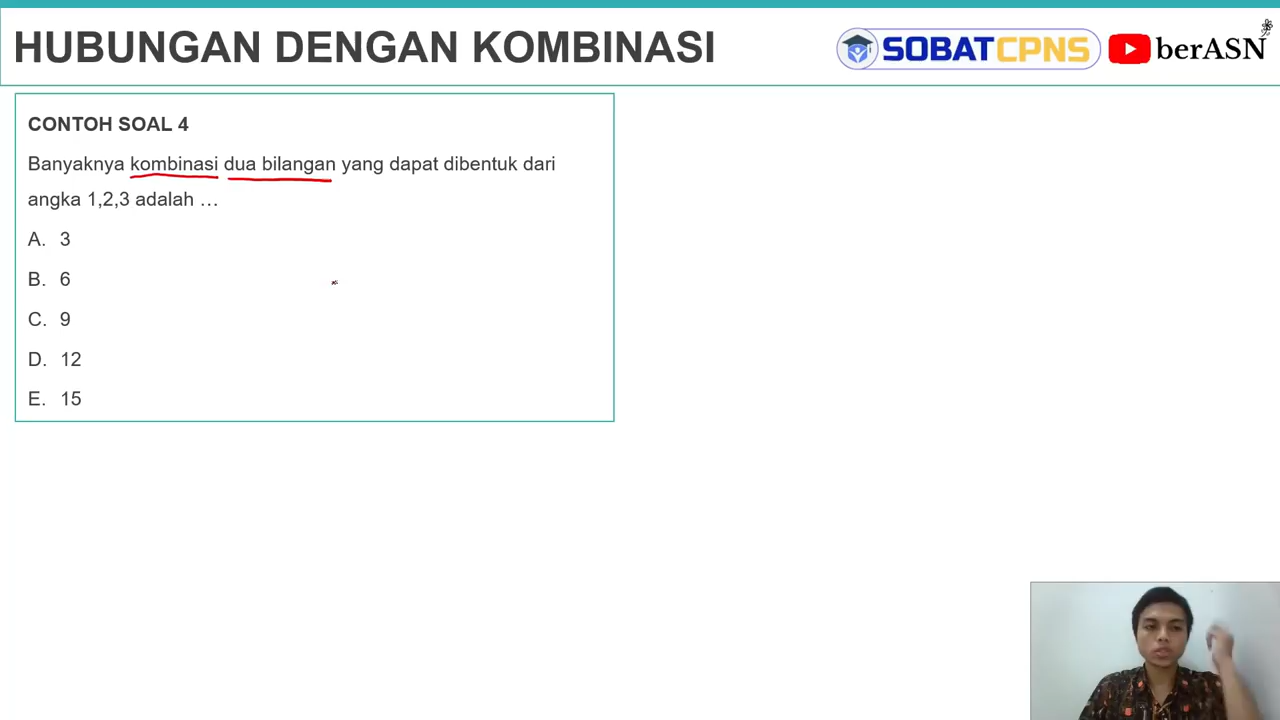 HUBUNGAN DENGAN KOMBINASI
SOBATCPNS
berASN
CONTOH SOAL 4
Banyaknya kombinasi dua bilangan yang dapat dibentuk dari
angka 1,2,3 adalah …
A. 3
B. 6
C. 9
D. 12
E. 15